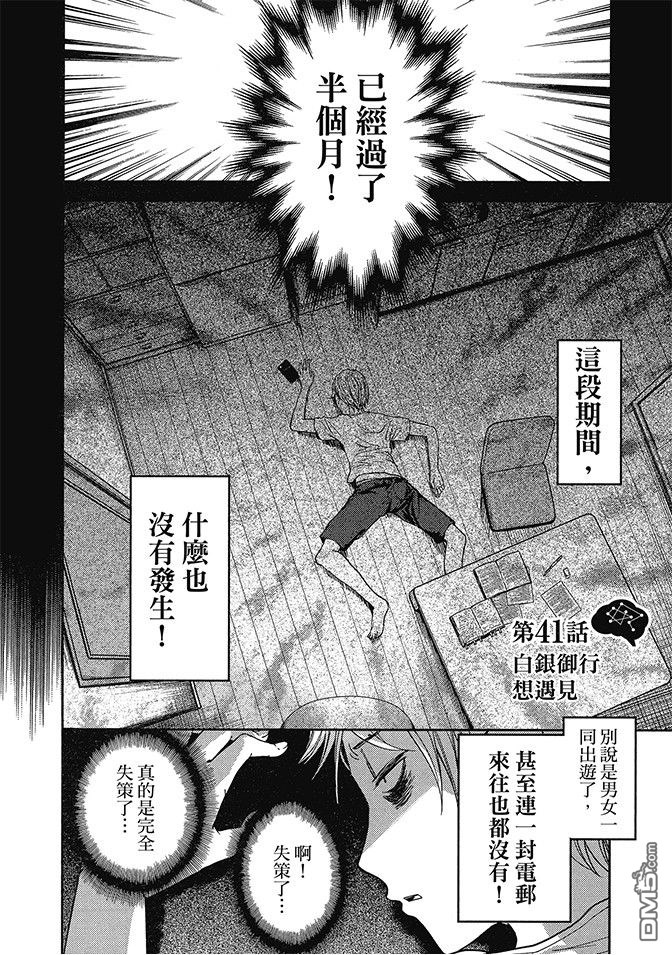 已經過了
半個月！
這段期間，
什麼也
沒有發生！
第41話
白銀御行
想遇見
別說是男女一
同出遊了，
甚至連一封電郵
來往也都沒有！
啊！
失策了…
真的是完全
失策了…
DM5.com